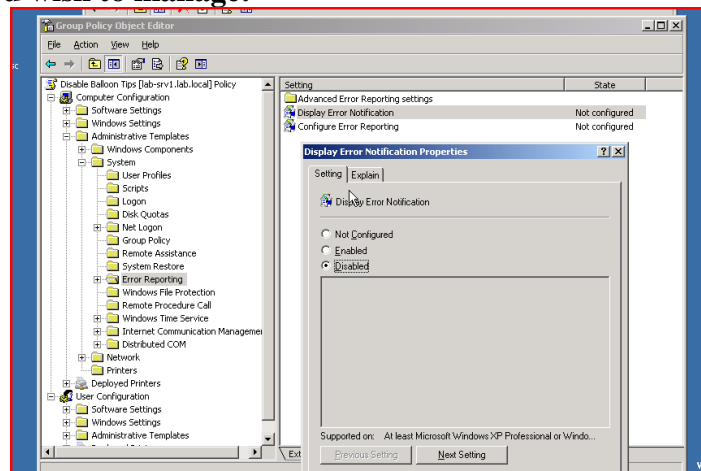 wish to manage.
Group Policy Object Editor
File Action View Help
Disable Balloon Tips [lab-srv1.lab.local] Policy
Computer Configuration
Software Settings
Windows Settings
Administrative Templates
Windows Components
System
User Profiles
Scripts
Logon
Disk Quotas
Net Logon
Group Policy
Remote Assistance
System Restore
Error Reporting
Windows File Protection
Remote Procedure Call
Windows Time Service
Internet Communication Managemen
Distributed COM
Network
Printers
Deployed Printers
User Configuration
Software Settings
Windows Settings
Administrative Templates
Setting State
Advanced Error Reporting settings
Display Error Notification Not configured
Configure Error Reporting Not configured
Display Error Notification Properties
Setting Explain
Display Error Notification
Not Configured
Enabled
Disabled
Supported on: At least Microsoft Windows XP Professional or Windo...
Previous Setting Next Setting
Ext